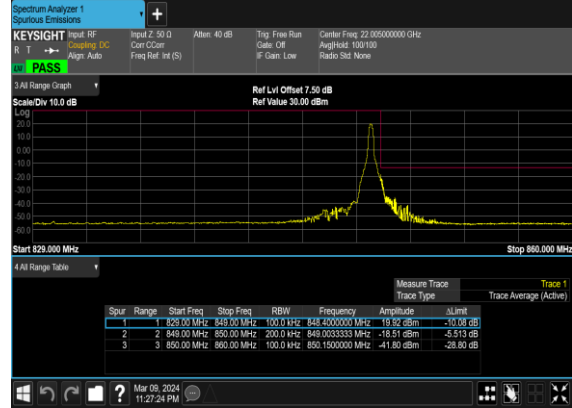 Spectrum Analyzer 1
Spurious Emissions
+
KEYSIGHT Input: RF Input Z: 50 Ω Atten: 40 dB Trig: Free Run Center Freq: 22.005000000 GHz
R T Coupling: DC Corr CCorr Gate: Off Avg|Hold: 100/100
Align: Auto Freq Ref: Int (S) IF Gain: Low Radio Std: None
PASS
3 All Range Graph
Ref Lvl Offset 7.50 dB
Scale/Div 10.0 dB Ref Value 30.00 dBm
Log
20.0
10.0
0.00
-10.0
-20.0
-30.0
-40.0
-50.0
-60.0
Start 829.000 MHz Stop 860.000 MHz
4 All Range Table
Measure Trace Trace 1
Trace Type Trace Average (Active)
Spur Range Start Freq Stop Freq RBW Frequency Amplitude ΔLimit
1 1 829.00 MHz 849.00 MHz 100.0 kHz 848.4000000 MHz 19.92 dBm -10.08 dB
2 2 849.00 MHz 850.00 MHz 200.0 kHz 849.0033333 MHz -18.51 dBm -5.513 dB
3 3 850.00 MHz 860.00 MHz 100.0 kHz 850.1500000 MHz -41.80 dBm -28.80 dB
? Mar 09, 2024
11:27:24 PM